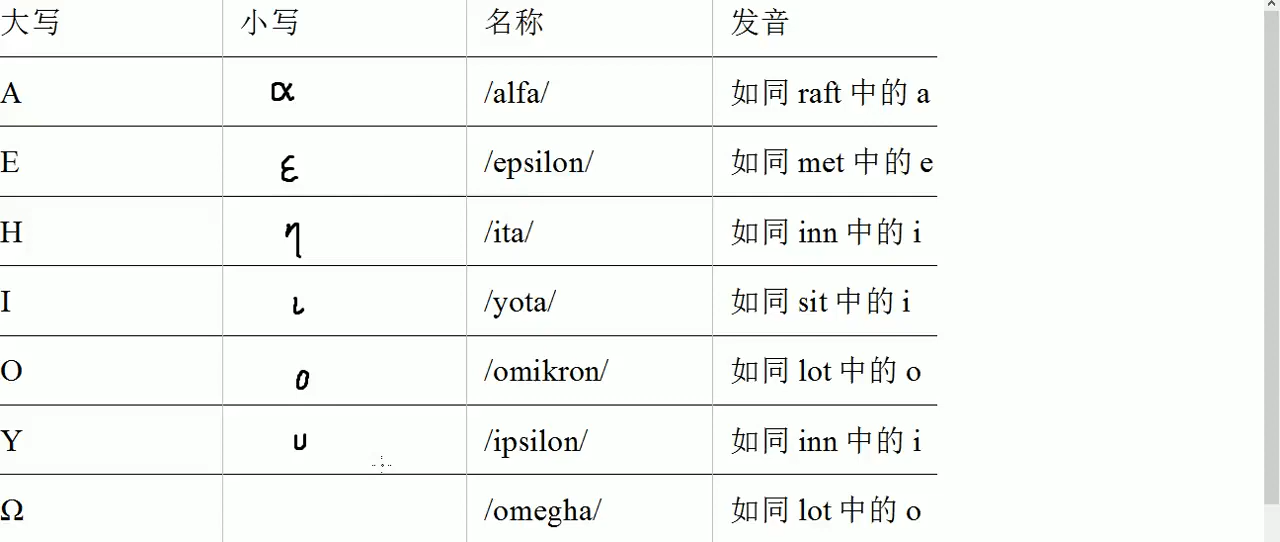 大写 小写 名称 发音
Α α /alfa/ 如同 raft 中的 a
Ε ε /epsilon/ 如同 met 中的 e
Η η /ita/ 如同 inn 中的 i
Ι ι /yota/ 如同 sit 中的 i
Ο ο /omikron/ 如同 lot 中的 o
Υ υ /ipsilon/ 如同 inn 中的 i
Ω /omegha/ 如同 lot 中的 o